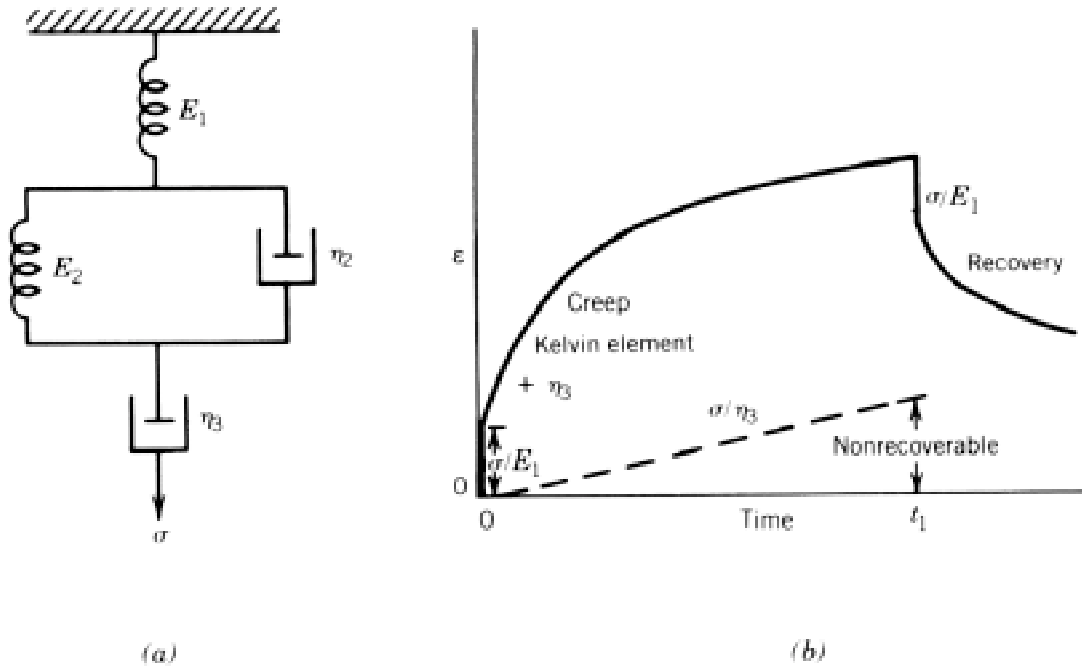 E₁
E₂
η₂
η₃
σ
(a)
ε
σ/E₁
Recovery
Creep
Kelvin element
+ η₃
σ/η₃
σ/E₁
Nonrecoverable
0
0
Time
t₁
(b)